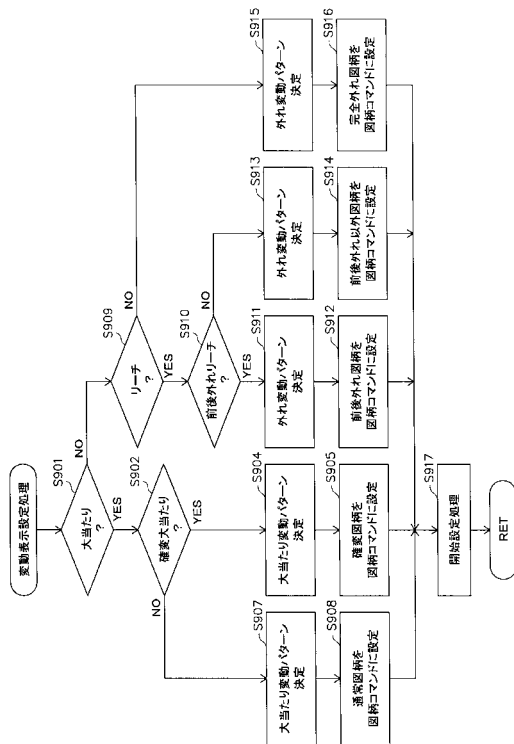 変動表示設定処理
S901
大当たり
?
NO
YES
S902
確変大当たり
?
NO
YES
S909
リーチ
?
NO
YES
S910
前後外れリーチ
?
NO
YES
S907
大当たり変動パターン
決定
S904
大当たり変動パターン
決定
S911
外れ変動パターン
決定
S913
外れ変動パターン
決定
S915
外れ変動パターン
決定
S908
通常図柄を
図柄コマンドに設定
S905
確変図柄を
図柄コマンドに設定
S912
前後外れ図柄を
図柄コマンドに設定
S914
前後外れ以外図柄を
図柄コマンドに設定
S916
完全外れ図柄を
図柄コマンドに設定
S917
開始設定処理
RET